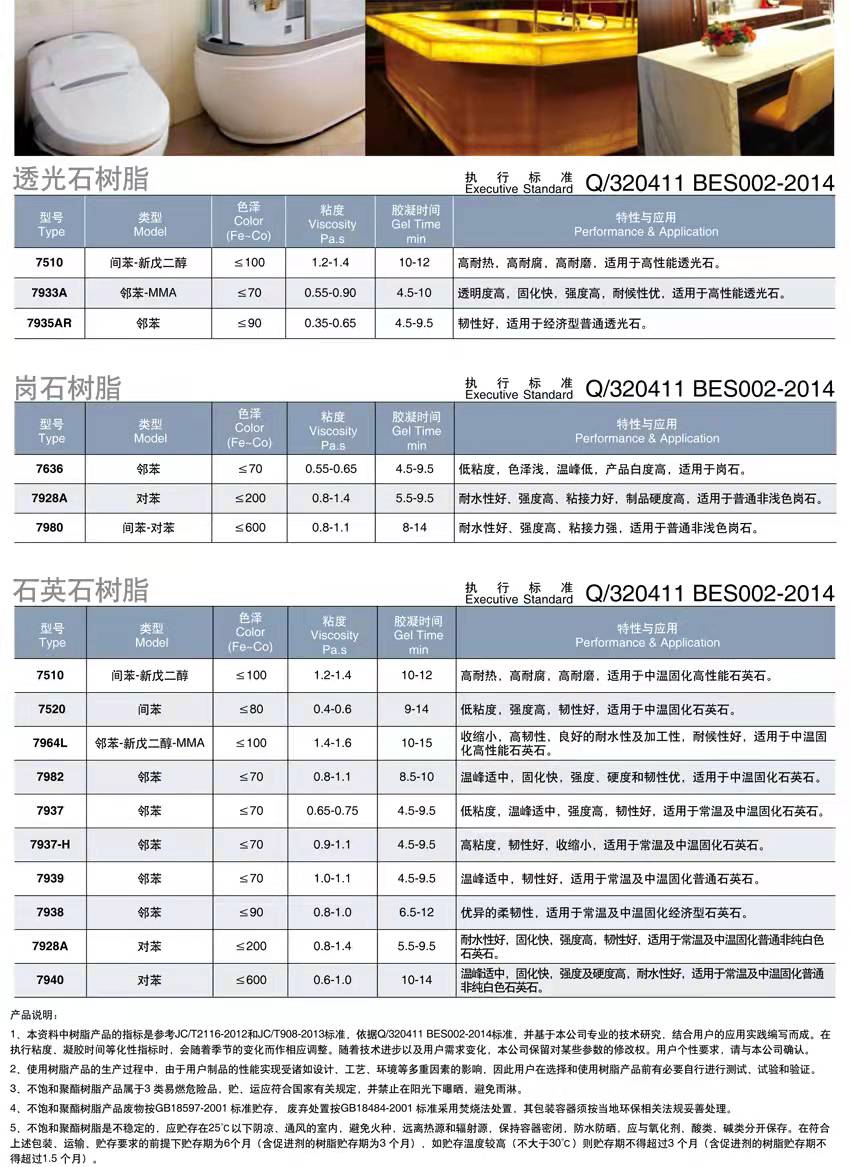 透光石树脂
执 行 标 准
Executive Standard Q/320411 BES002-2014
型号 类型 色泽 粘度 胶凝时间 特性与应用
Type Model Color Viscosity Gel Time Performance & Application
(Fe~Co) Pa.s min
7510 间苯-新戊二醇 ≤100 1.2-1.4 10-12 高耐热，高耐腐，高耐磨，适用于高性能透光石。
7933A 邻苯-MMA ≤70 0.55-0.90 4.5-10 透明度高，固化快，强度高，耐候性优，适用于高性能透光石。
7935AR 邻苯 ≤90 0.35-0.65 4.5-9.5 韧性好，适用于经济型普通透光石。
岗石树脂
执 行 标 准
Executive Standard Q/320411 BES002-2014
型号 类型 色泽 粘度 胶凝时间 特性与应用
Type Model Color Viscosity Gel Time Performance & Application
(Fe~Co) Pa.s min
7636 邻苯 ≤70 0.55-0.65 4.5-9.5 低粘度，色泽浅，温峰低，产品白度高，适用于岗石。
7928A 对苯 ≤200 0.8-1.4 5.5-9.5 耐水性好、强度高、粘接力好，制品硬度高，适用于普通非浅色岗石。
7980 间苯-对苯 ≤600 0.8-1.1 8-14 耐水性好、强度高、粘接力强，适用于普通非浅色岗石。
石英石树脂
执 行 标 准
Executive Standard Q/320411 BES002-2014
型号 类型 色泽 粘度 胶凝时间 特性与应用
Type Model Color Viscosity Gel Time Performance & Application
(Fe~Co) Pa.s min
7510 间苯-新戊二醇 ≤100 1.2-1.4 10-12 高耐热，高耐腐，高耐磨，适用于中温固化高性能石英石。
7520 间苯 ≤80 0.4-0.6 9-14 低粘度，强度高，韧性好，适用于中温固化石英石。
7964L 邻苯-新戊二醇-MMA ≤100 1.4-1.6 10-15 收缩小，高韧性，良好的耐水性及加工性，耐候性好，适用于中温固
化高性能石英石。
7982 邻苯 ≤70 0.8-1.1 8.5-10 温峰适中，固化快，强度、硬度和韧性优，适用于中温固化石英石。
7937 邻苯 ≤70 0.65-0.75 4.5-9.5 低粘度，温峰适中，强度高，韧性好，适用于常温及中温固化石英石。
7937-H 邻苯 ≤70 0.9-1.1 4.5-9.5 高粘度，韧性好，收缩小，适用于常温及中温固化石英石。
7939 邻苯 ≤70 1.0-1.1 4.5-9.5 温峰适中，韧性好，适用于常温及中温固化普通石英石。
7938 邻苯 ≤90 0.8-1.0 6.5-12 优异的柔韧性，适用于常温及中温固化经济型石英石。
7928A 对苯 ≤200 0.8-1.4 5.5-9.5 耐水性好，固化快，强度高，韧性好，适用于常温及中温固化普通非纯白色
石英石。
7940 对苯 ≤600 0.6-1.0 10-14 温峰适中，固化快，强度及硬度高，耐水性好，适用于常温及中温固化普通
非纯白色石英石。
产品说明：
1、本资料中树脂产品的指标是参考JC/T2116-2012和JC/T908-2013标准，依据Q/320411 BES002-2014标准，并基于本公司专业的技术研究，结合用户的应用实践编写而成。在
执行粘度、凝胶时间等化性指标时，会随着季节的变化而作相应调整。随着技术进步以及用户需求变化，本公司保留对某些参数的修改权。用户个性要求，请与本公司确认。
2、使用树脂产品的生产过程中，由于用户制品的性能实现受诸如设计、工艺、环境等多重因素的影响，因此用户在选择和使用树脂产品前有必要自行进行测试、试验和验证。
3、不饱和聚酯树脂产品属于3 类易燃危险品，贮、运应符合国家有关规定，并禁止在阳光下曝晒，避免雨淋。
4、不饱和聚酯树脂产品废物按GB18597-2001 标准贮存， 废弃处置按GB18484-2001 标准采用焚烧法处置，其包装容器须按当地环保相关法规妥善处理。
5、不饱和聚酯树脂是不稳定的，应贮存在25℃以下阴凉、通风的室内，避免火种，远离热源和辐射源，保持容器密闭，防水防晒，应与氧化剂、酸类、碱类分开保存。在符合
上述包装、运输、贮存要求的前提下贮存期为6个月（含促进剂的树脂贮存期为3 个月），如贮存温度较高（不大于30℃）则贮存期不得超过3 个月（含促进剂的树脂贮存期不
得超过1.5 个月）。